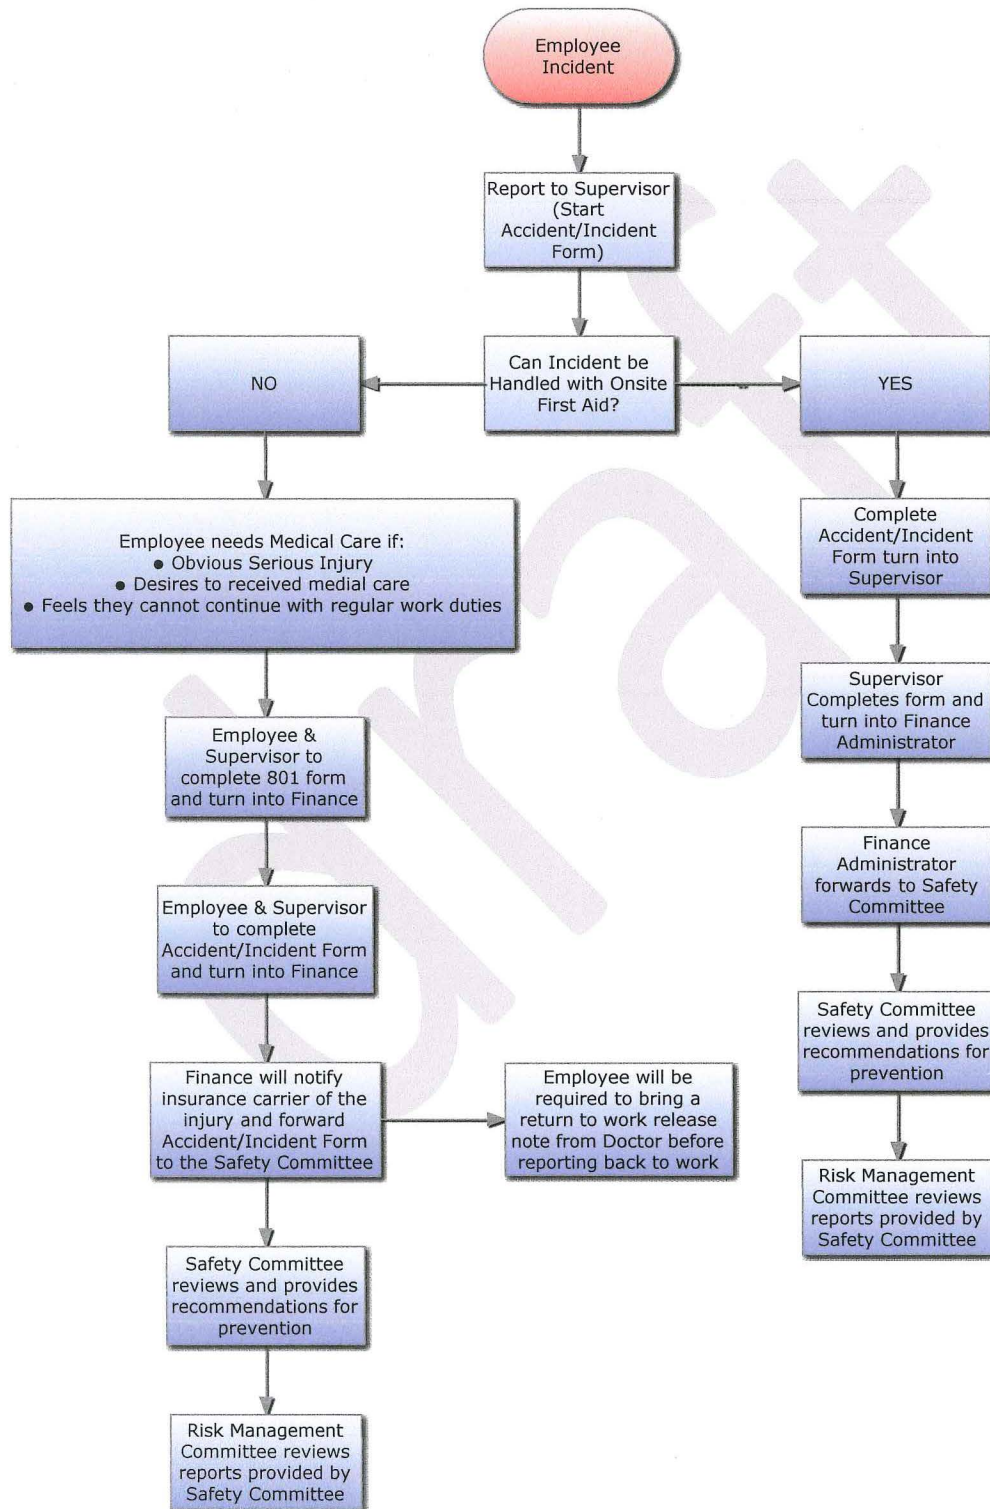 Employee
Incident
Report to Supervisor
(Start
Accident/Incident
Form)
Can Incident be
Handled with Onsite
First Aid?
NO
YES
Employee needs Medical Care if:
● Obvious Serious Injury
● Desires to received medial care
● Feels they cannot continue with regular work duties
Employee &
Supervisor to
complete 801 form
and turn into Finance
Employee & Supervisor
to complete
Accident/Incident Form
and turn into Finance
Finance will notify
insurance carrier of the
injury and forward
Accident/Incident Form
to the Safety Committee
Employee will be
required to bring a
return to work release
note from Doctor before
reporting back to work
Safety Committee
reviews and provides
recommendations for
prevention
Risk Management
Committee reviews
reports provided by
Safety Committee
Complete
Accident/Incident
Form turn into
Supervisor
Supervisor
Completes form and
turn into Finance
Administrator
Finance
Administrator
forwards to Safety
Committee
Safety Committee
reviews and provides
recommendations for
prevention
Risk Management
Committee reviews
reports provided by
Safety Committee
draft